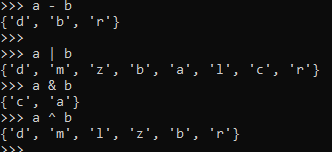 >>> a - b
{'d', 'b', 'r'}
>>>
>>> a | b
{'d', 'm', 'z', 'b', 'a', 'l', 'c', 'r'}
>>> a & b
{'c', 'a'}
>>> a ^ b
{'d', 'm', 'l', 'z', 'b', 'r'}
>>>